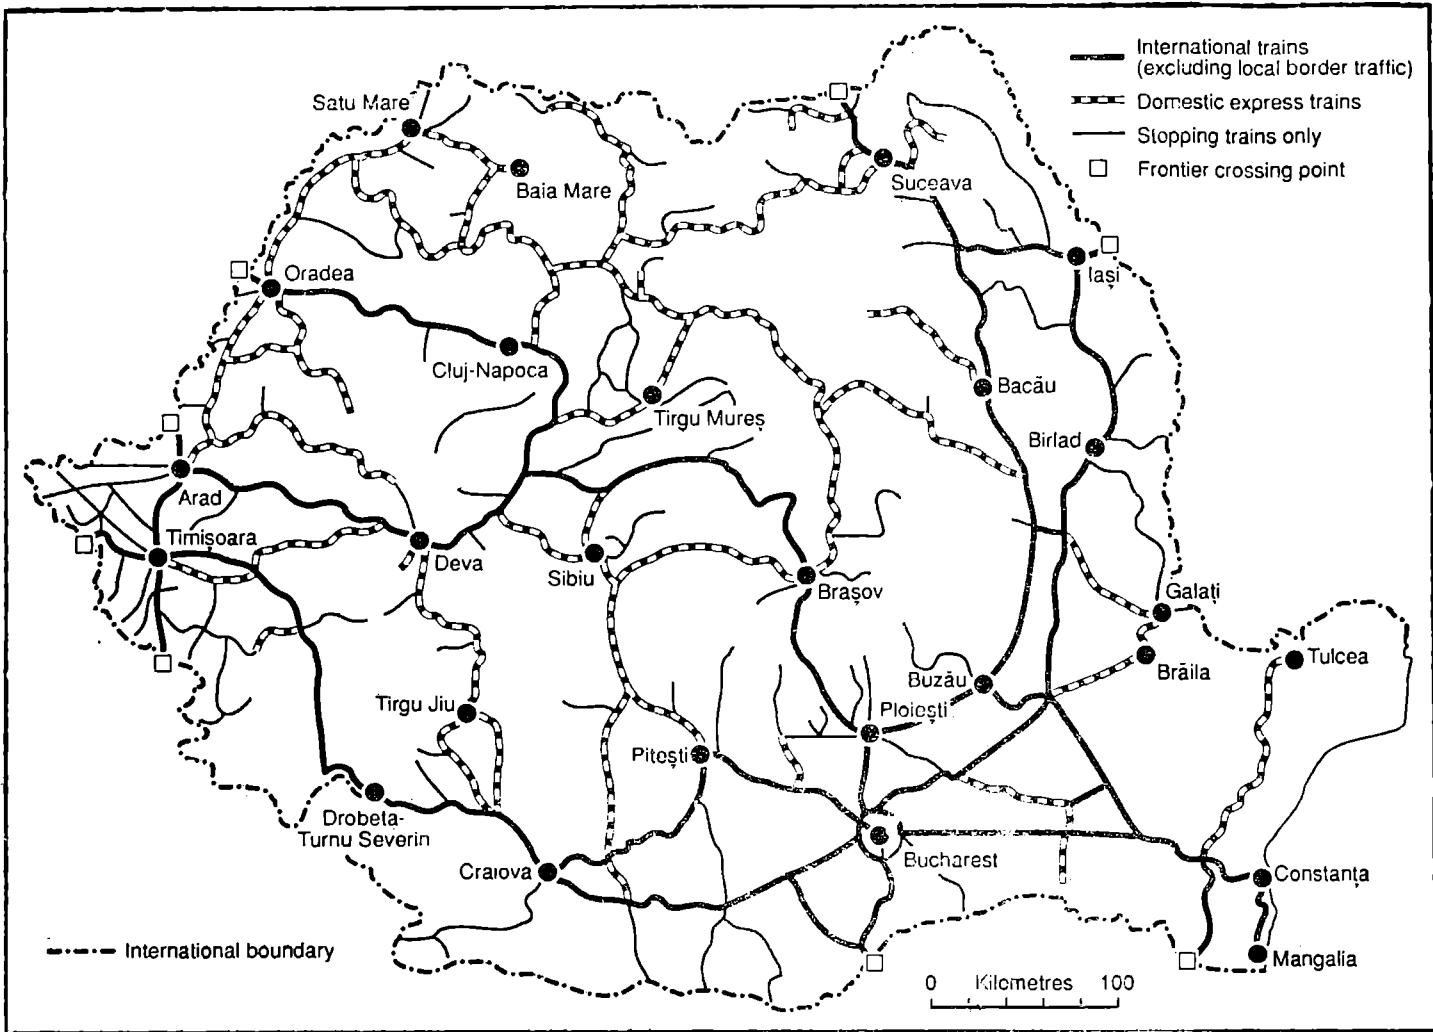 International trains
(excluding local border traffic)
Domestic express trains
Stopping trains only
Frontier crossing point
Satu Mare
Baia Mare
Suceava
Iași
Oradea
Cluj-Napoca
Bacău
Tirgu Mureș
Birlad
Arad
Timișoara
Deva
Sibiu
Brașov
Galați
Brăila
Tulcea
Buzău
Tirgu Jiu
Ploiești
Pitești
Drobeta-
Turnu Severin
Craiova
Bucharest
Constanța
Mangalia
International boundary
0 Kilometres 100